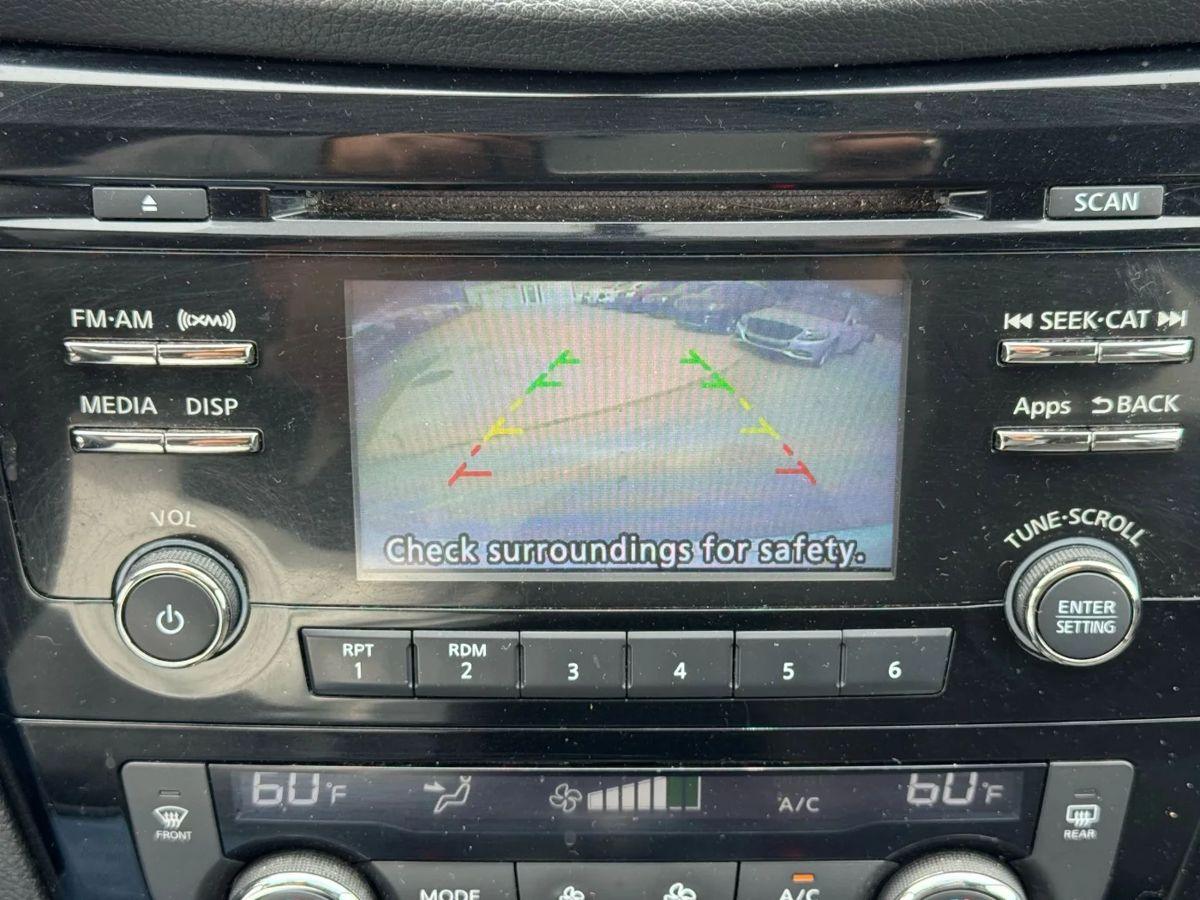 SCAN
FM·AM
((XM))
SEEK·CAT
MEDIA
DISP
Apps
BACK
VOL
TUNE·SCROLL
Check surroundings for safety.
ENTER
SETTING
RPT
1
RDM
2
3
4
5
6
60°F
A/C
60°F
FRONT
REAR
MODE
A/C